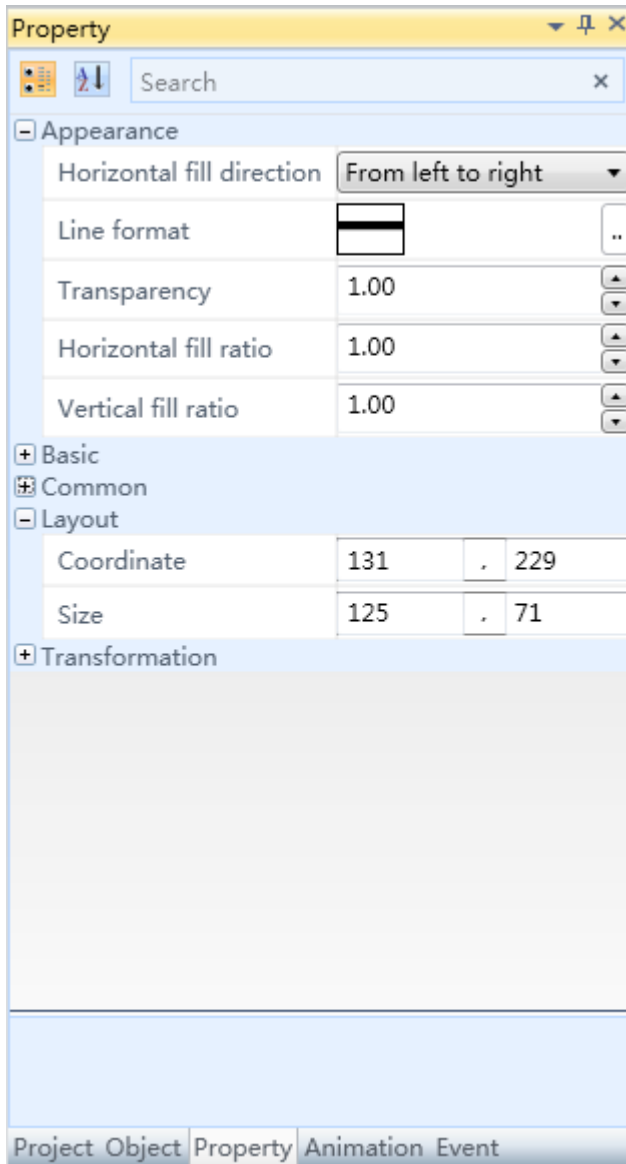 Property
Search
Appearance
Horizontal fill direction From left to right
Line format ..
Transparency 1.00
Horizontal fill ratio 1.00
Vertical fill ratio 1.00
Basic
Common
Layout
Coordinate 131 , 229
Size 125 , 71
Transformation
Project Object Property Animation Event